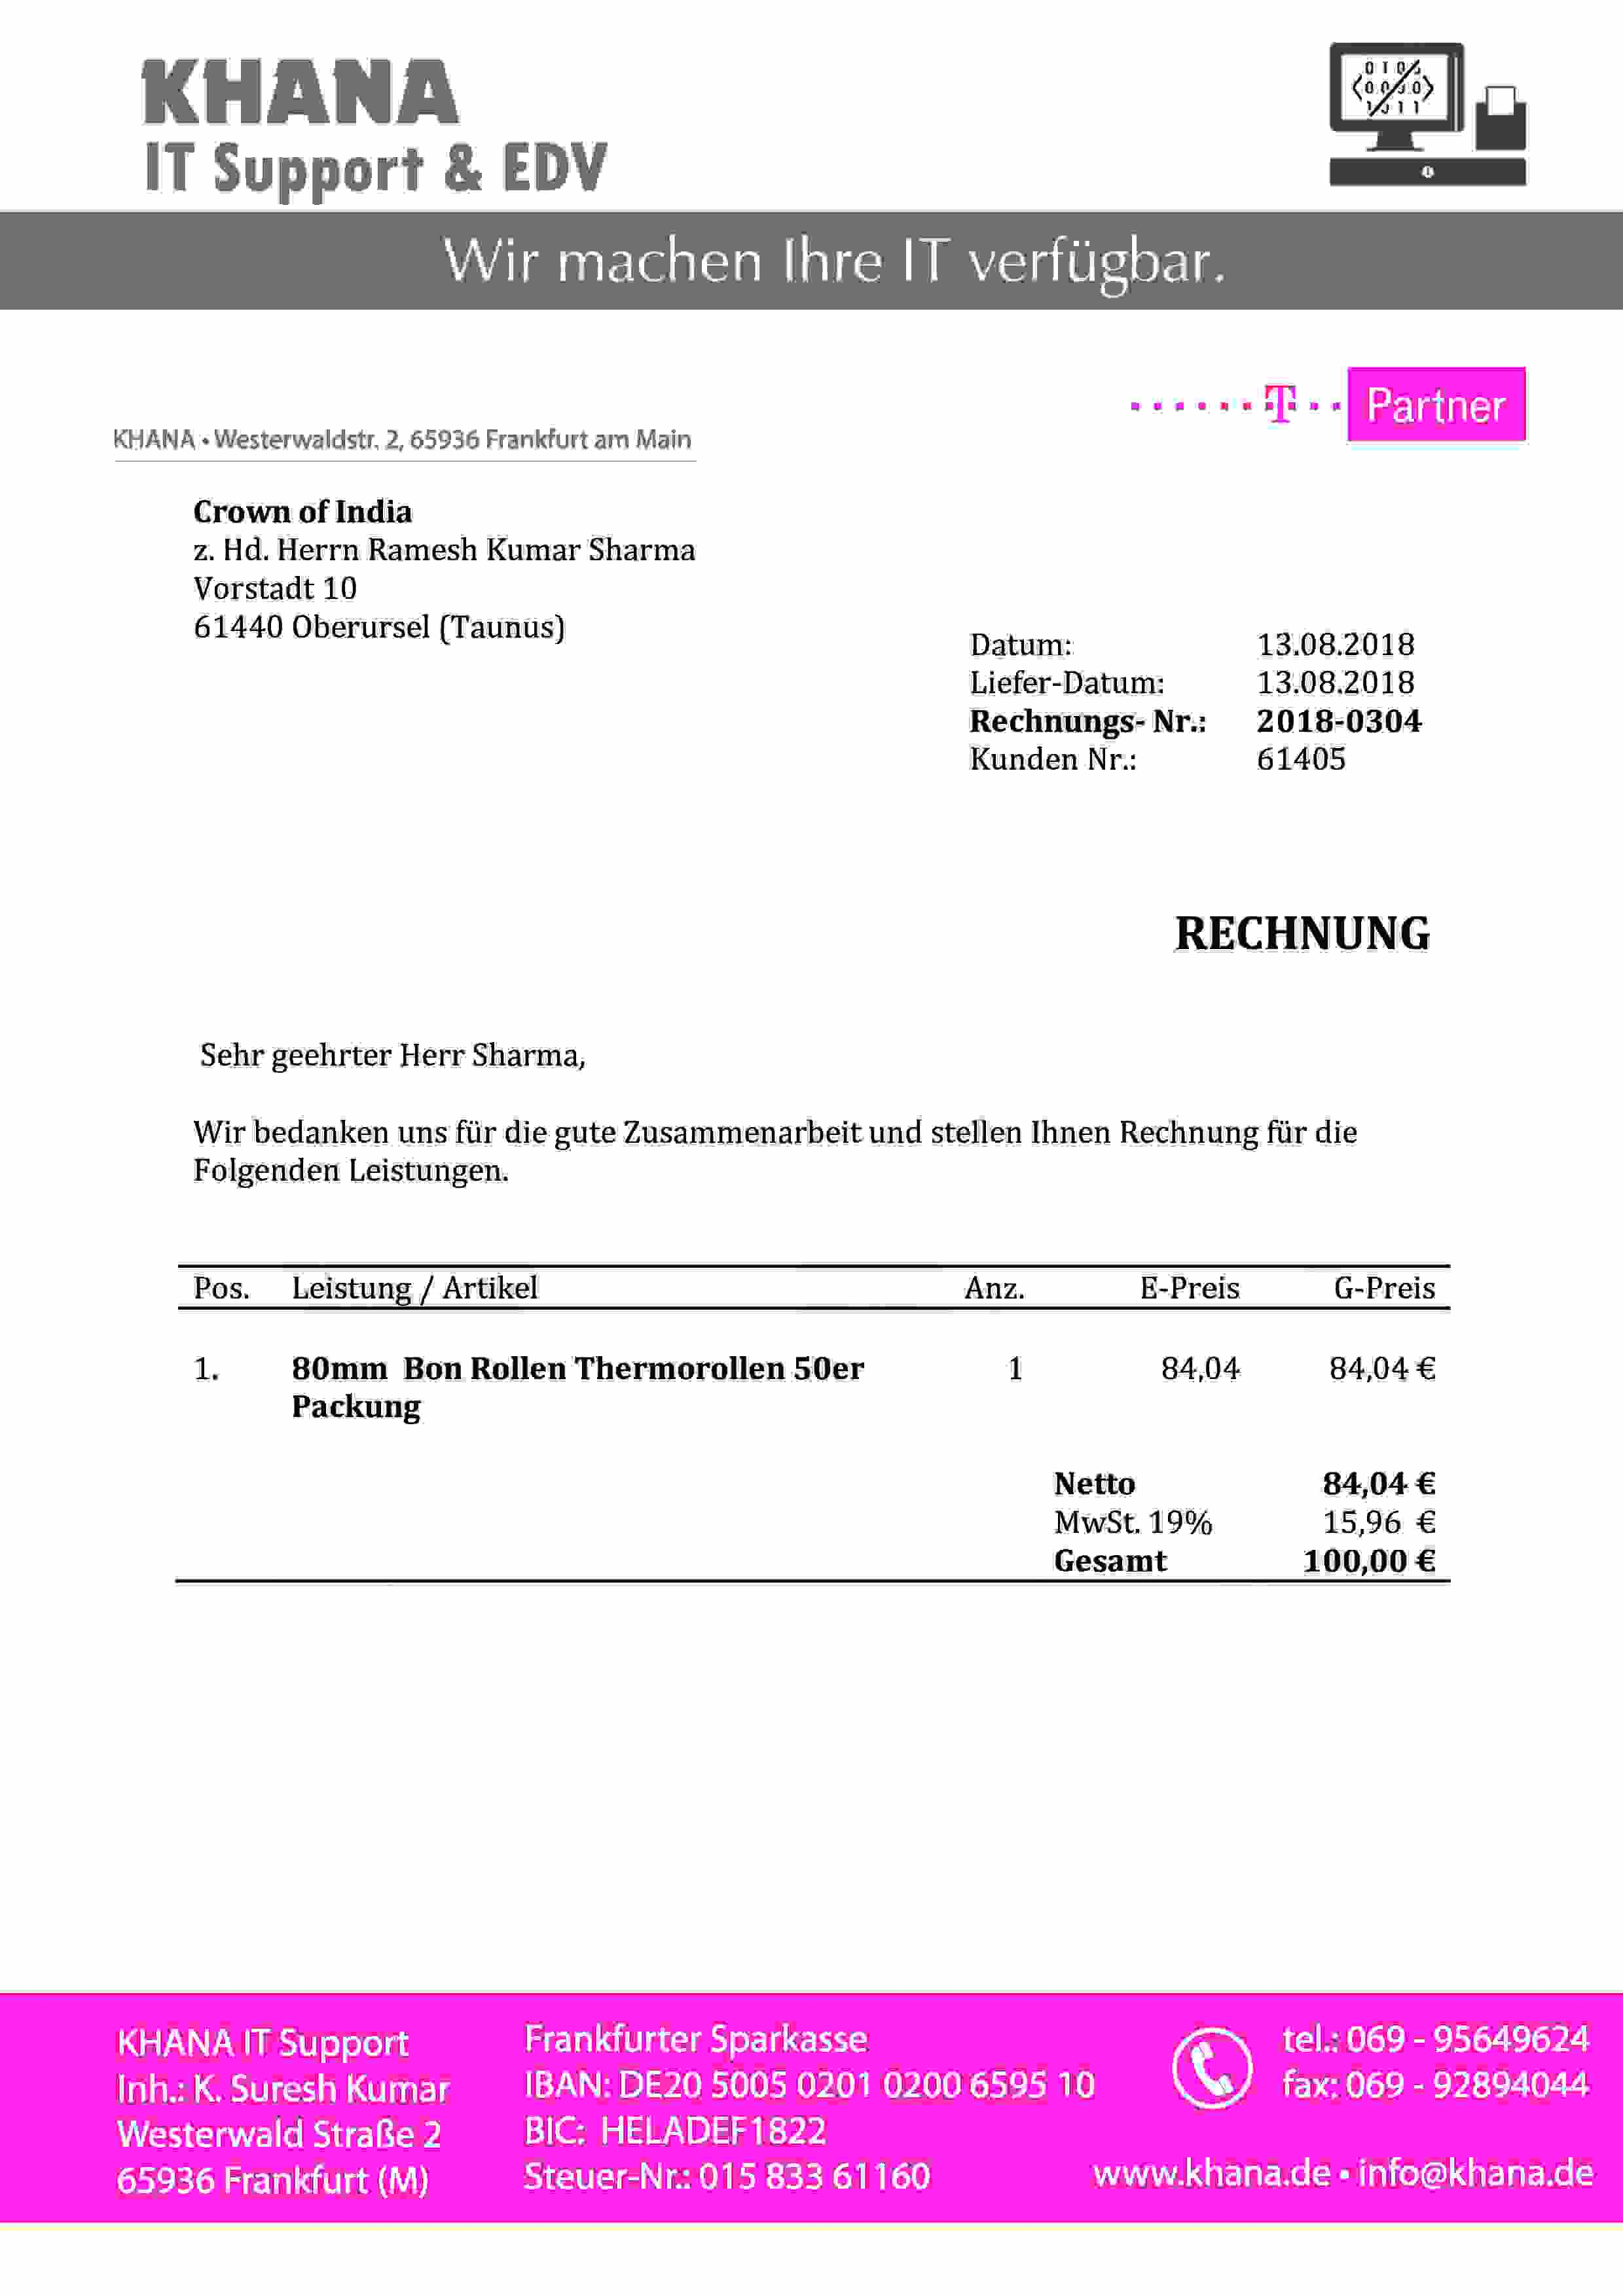 KHANA
IT Support & EDV
Wir machen Ihre IT verfügbar.
T Partner
KHANA • Westerwaldstr. 2, 65936 Frankfurt am Main
Crown of India
z. Hd. Herrn Ramesh Kumar Sharma
Vorstadt 10
61440 Oberursel (Taunus)
Datum: 13.08.2018
Liefer-Datum: 13.08.2018
Rechnungs- Nr.: 2018-0304
Kunden Nr.: 61405
RECHNUNG
Sehr geehrter Herr Sharma,
Wir bedanken uns für die gute Zusammenarbeit und stellen Ihnen Rechnung für die
Folgenden Leistungen.
Pos. Leistung / Artikel Anz. E-Preis G-Preis
1. 80mm Bon Rollen Thermorollen 50er 1 84,04 84,04 €
Packung
Netto 84,04 €
MwSt. 19% 15,96 €
Gesamt 100,00 €
KHANA IT Support
Inh.: K. Suresh Kumar
Westerwald Straße 2
65936 Frankfurt (M)
Frankfurter Sparkasse
IBAN: DE20 5005 0201 0200 6595 10
BIC: HELADEF1822
Steuer-Nr.: 015 833 61160
tel.: 069 - 95649624
fax: 069 - 92894044
www.khana.de • info@khana.de